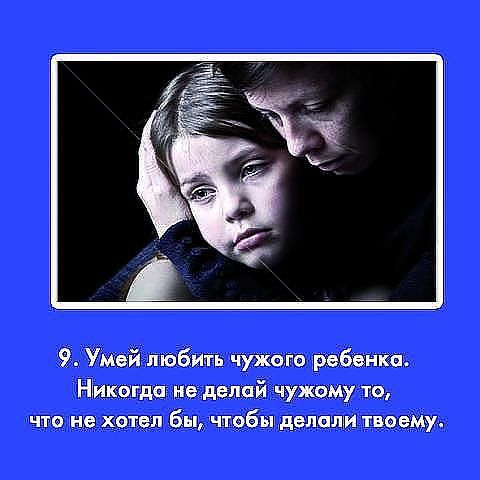 9. Умей любить чужого ребенка.
Никогда не делай чужому то,
что не хотел бы, чтобы делали твоему.